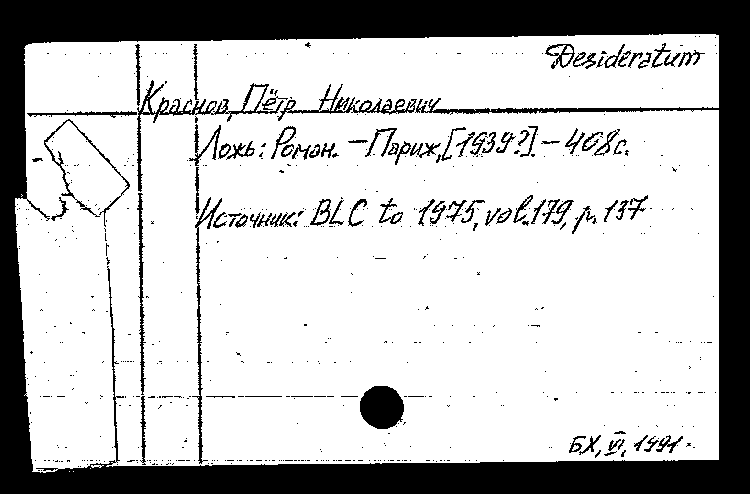 Desideratum
Краснов, Пётр Николаевич
Ложь: Роман. — Париж, [1939?]. — 408 с.
Источник: BLC to 1975, vol. 179, p. 137
БХ, VI, 1991.